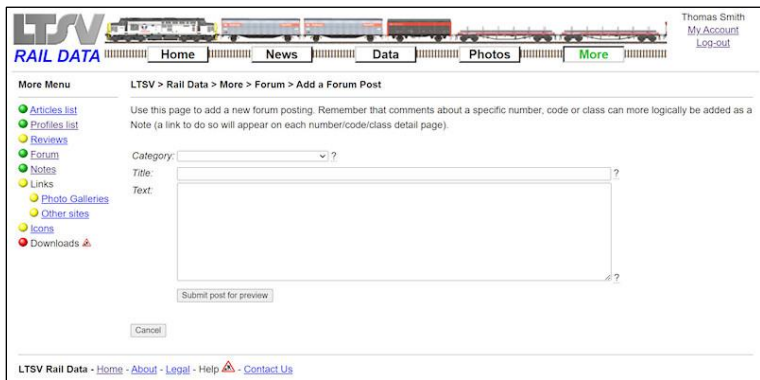 LTSV
RAIL DATA
Home
News
Data
Photos
More
Thomas Smith
My Account
Log-out
More Menu
Articles list
Profiles list
Reviews
Forum
Notes
Links
Photo Galleries
Other sites
Icons
Downloads
LTSV > Rail Data > More > Forum > Add a Forum Post
Use this page to add a new forum posting. Remember that comments about a specific number, code or class can more logically be added as a
Note (a link to do so will appear on each number/code/class detail page).
Category: ?
Title: ?
Text: ?
Submit post for preview
Cancel
LTSV Rail Data - Home - About - Legal - Help - Contact Us